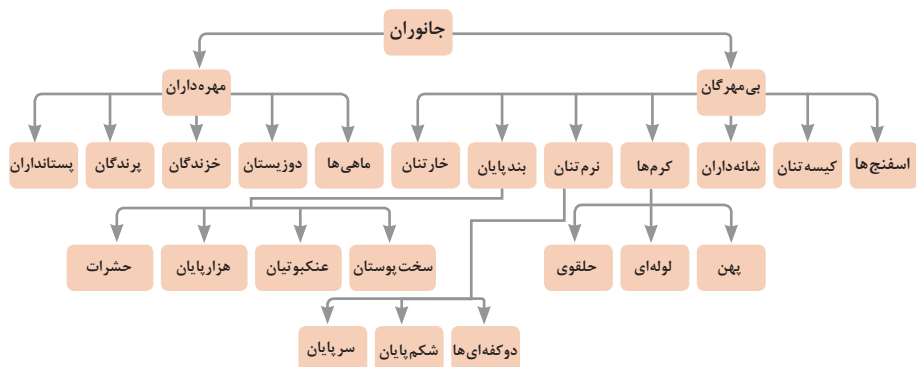 جانوران
بی‌مهرگان
مهره‌داران
اسفنج‌ها
کیسه‌تنان
شانه‌داران
کرم‌ها
نرم‌تنان
بندپایان
خارتنان
ماهی‌ها
دوزیستان
خزندگان
پرندگان
پستانداران
پهن
لوله‌ای
حلقوی
سخت‌پوستان
عنکبوتیان
هزارپایان
حشرات
دوکفه‌ای‌ها
شکم‌پایان
سرپایان